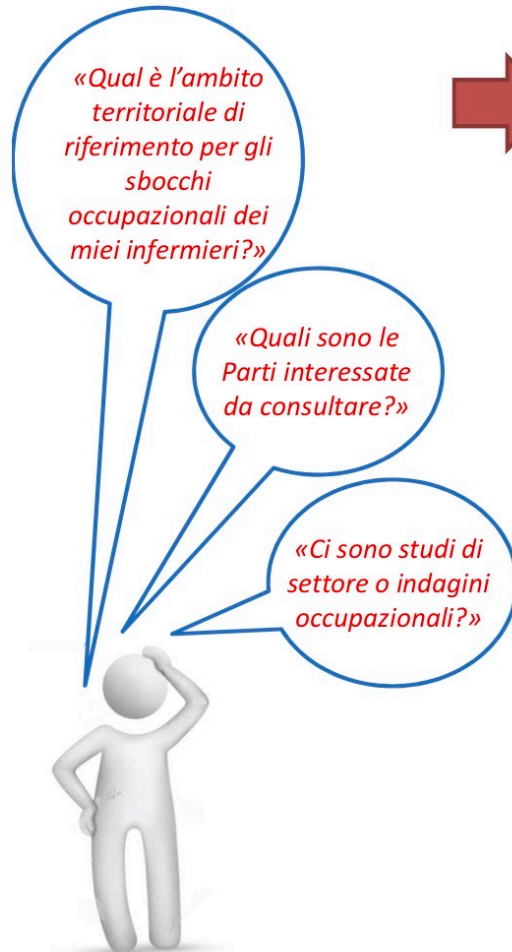 «Qual è l’ambito
territoriale di
riferimento per gli
sbocchi
occupazionali dei
miei infermieri?»
«Quali sono le
Parti interessate
da consultare?»
«Ci sono studi di
settore o indagini
occupazionali?»